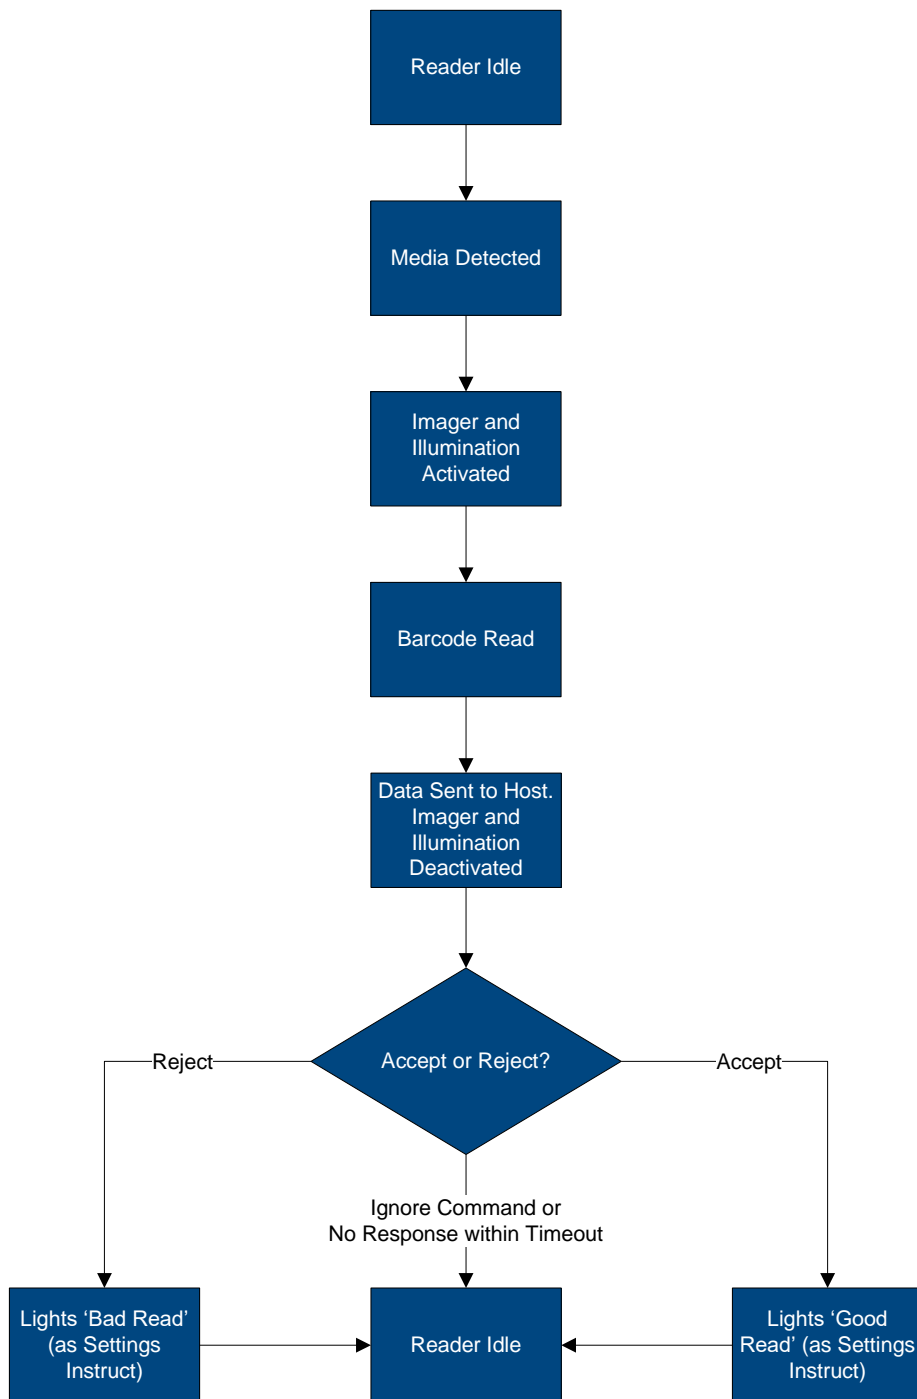 Reader Idle
Media Detected
Imager and
Illumination
Activated
Barcode Read
Data Sent to Host.
Imager and
Illumination
Deactivated
Accept or Reject?
Reject
Accept
Ignore Command or
No Response within Timeout
Lights ‘Bad Read’
(as Settings
Instruct)
Reader Idle
Lights ‘Good
Read’ (as Settings
Instruct)